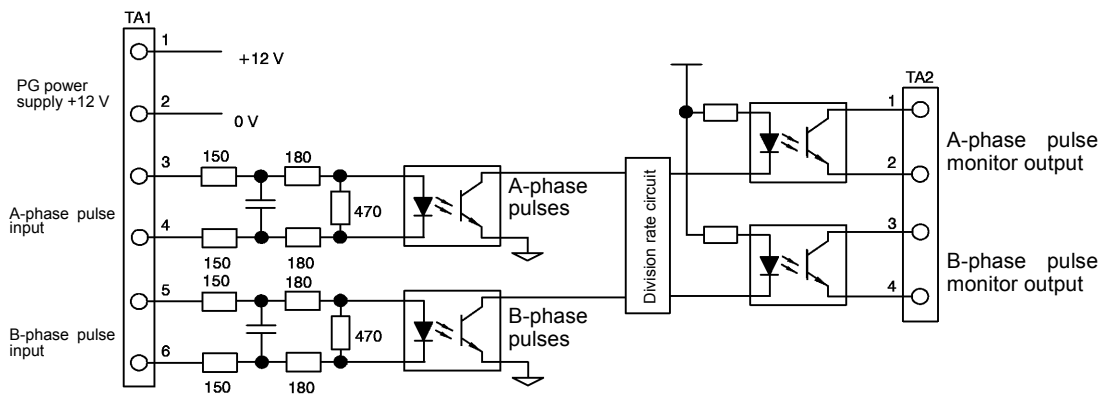 TA1
1
+12 V
PG power
supply +12 V
2
0 V
3
150
180
A-phase pulse
input
470
4
150
180
A-phase
pulses
5
150
180
B-phase pulse
input
470
6
150
180
B-phase
pulses
Division rate circuit
TA2
1
A-phase pulse
monitor output
2
3
B-phase pulse
monitor output
4